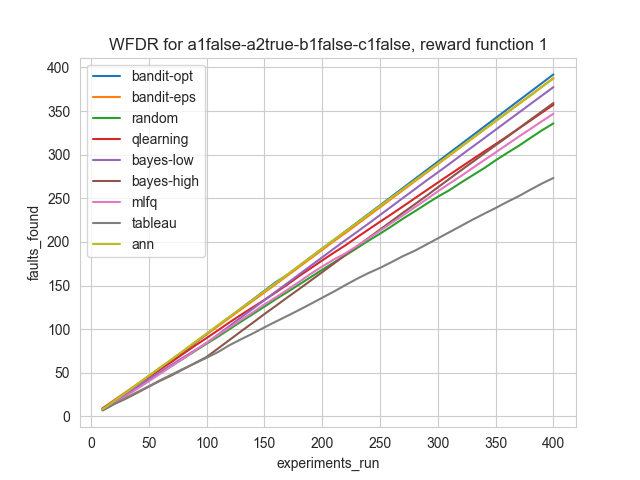 WFDR for a1false-a2true-b1false-c1false, reward function 1
bandit-opt
bandit-eps
random
qlearning
bayes-low
bayes-high
mlfq
tableau
ann
faults_found
400
350
300
250
200
150
100
50
0
0 50 100 150 200 250 300 350 400
experiments_run